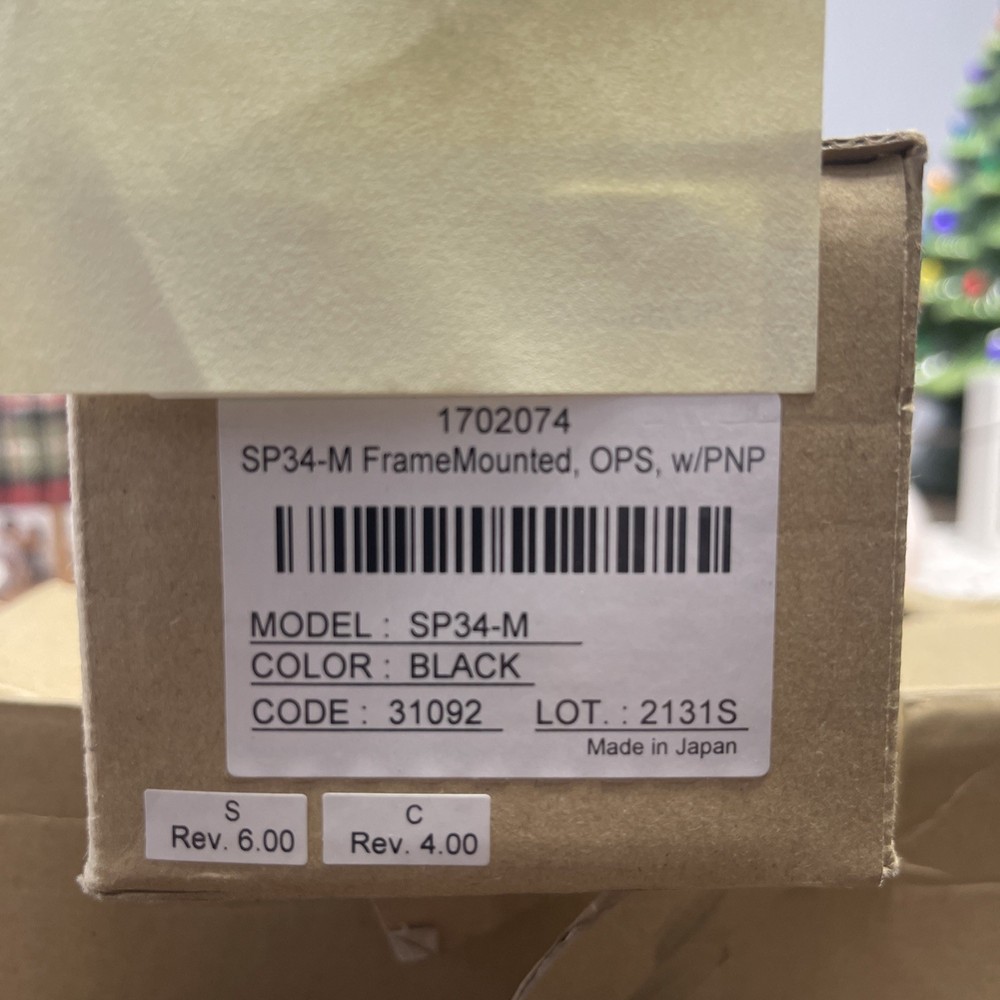 1702074
SP34-M FrameMounted, OPS, w/PNP
MODEL : SP34-M
COLOR : BLACK
CODE : 31092 LOT. : 2131S
Made in Japan
S
Rev. 6.00
C
Rev. 4.00